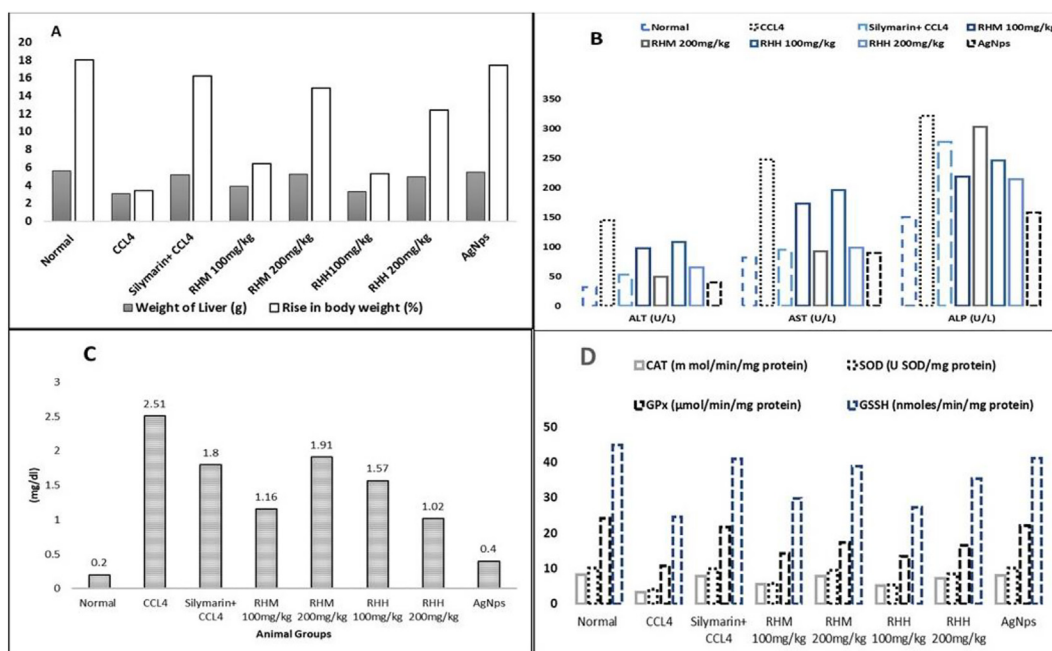 A
20
18
16
14
12
10
8
6
4
2
0
Normal
CCL4
Silymarin+ CCL4
RHM 100mg/kg
RHM 200mg/kg
RHH100mg/kg
RHH 200mg/kg
AgNps
Weight of Liver (g) Rise in body weight (%)
B
Normal CCL4 Silymarin+ CCL4 RHM 100mg/kg
RHM 200mg/kg RHH 100mg/kg RHH 200mg/kg AgNps
350
300
250
200
150
100
50
0
ALT (U/L) AST (U/L) ALP (U/L)
C
(mg/dl)
3
2.5
2
1.5
1
0.5
0
0.2
2.51
1.8
1.16
1.91
1.57
1.02
0.4
Normal CCL4 Silymarin+ RHM RHM RHH RHH AgNps
CCL4 100mg/kg 200mg/kg 100mg/kg 200mg/kg
Animal Groups
D
CAT (m mol/min/mg protein) SOD (U SOD/mg protein)
GPx (µmol/min/mg protein) GSSH (nmoles/min/mg protein)
50
40
30
20
10
0
Normal CCL4 Silymarin+ RHM RHM RHH RHH AgNps
CCL4 100mg/kg 200mg/kg 100mg/kg 200mg/kg